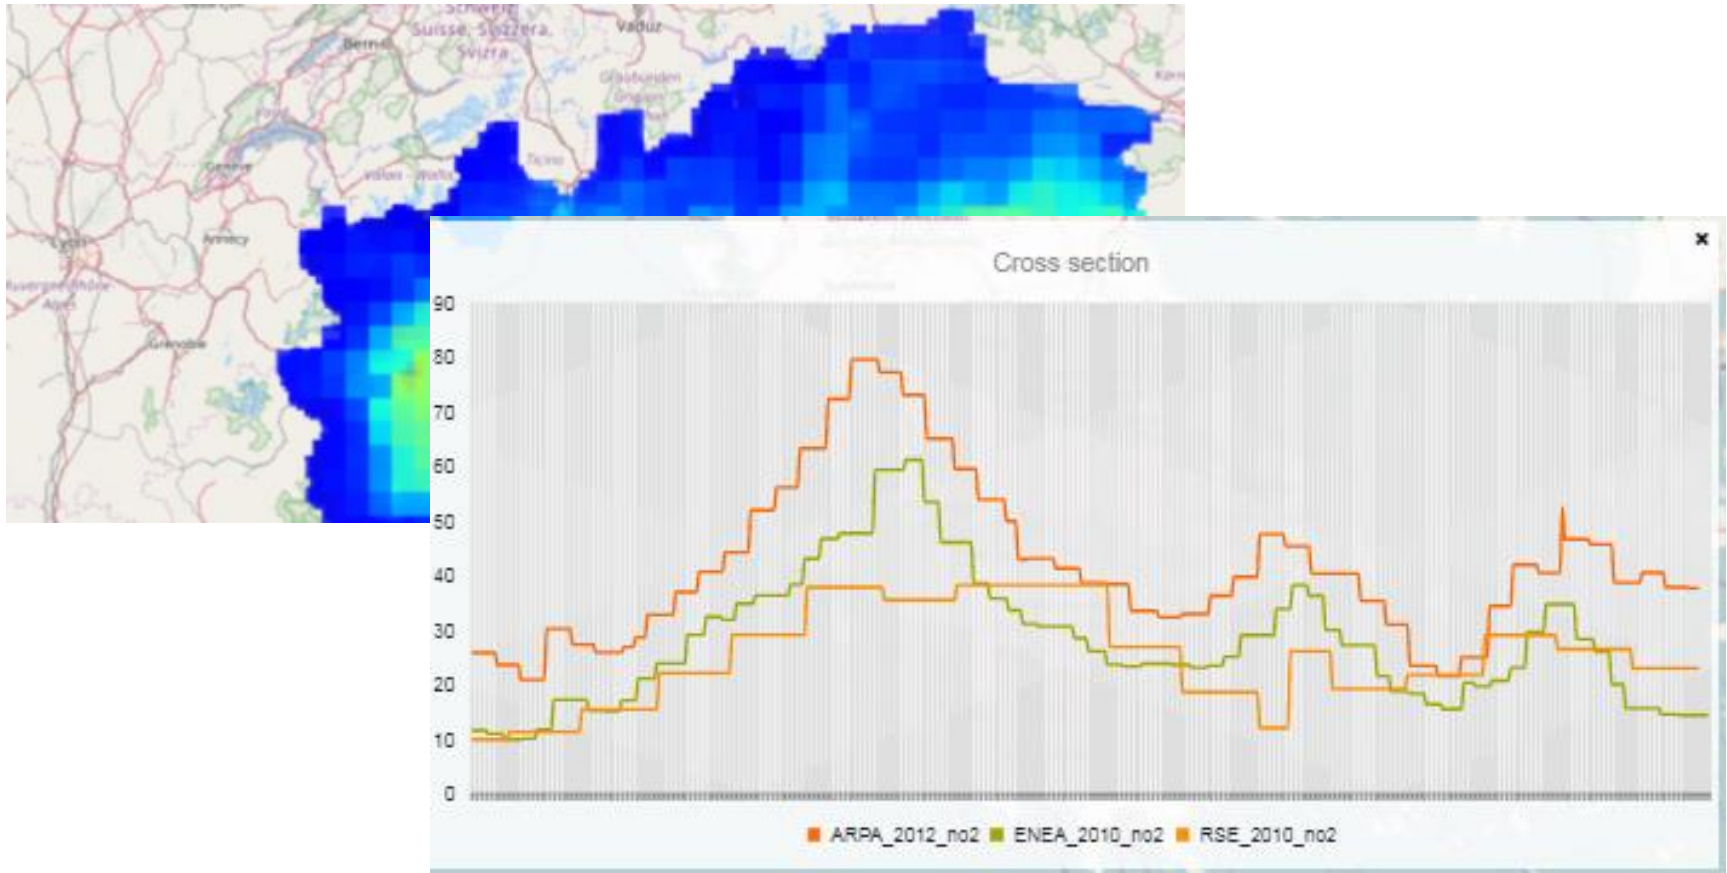 Suisse, Svizzera,
Svizra
Vaduz
Bern
Graubünden
Ticino
Genève
Annecy
Lyon
Grenoble
Cross section
90
80
70
60
50
40
30
20
10
0
ARPA_2012_no2 ENEA_2010_no2 RSE_2010_no2